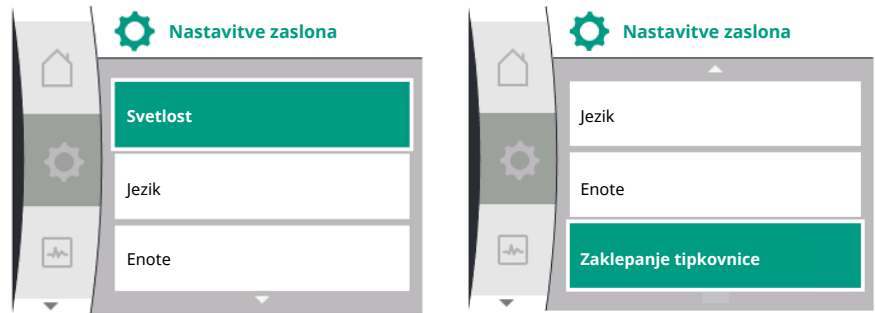 Nastavitve zaslona
Svetlost
Jezik
Enote
Nastavitve zaslona
Jezik
Enote
Zaklepanje tipkovnice